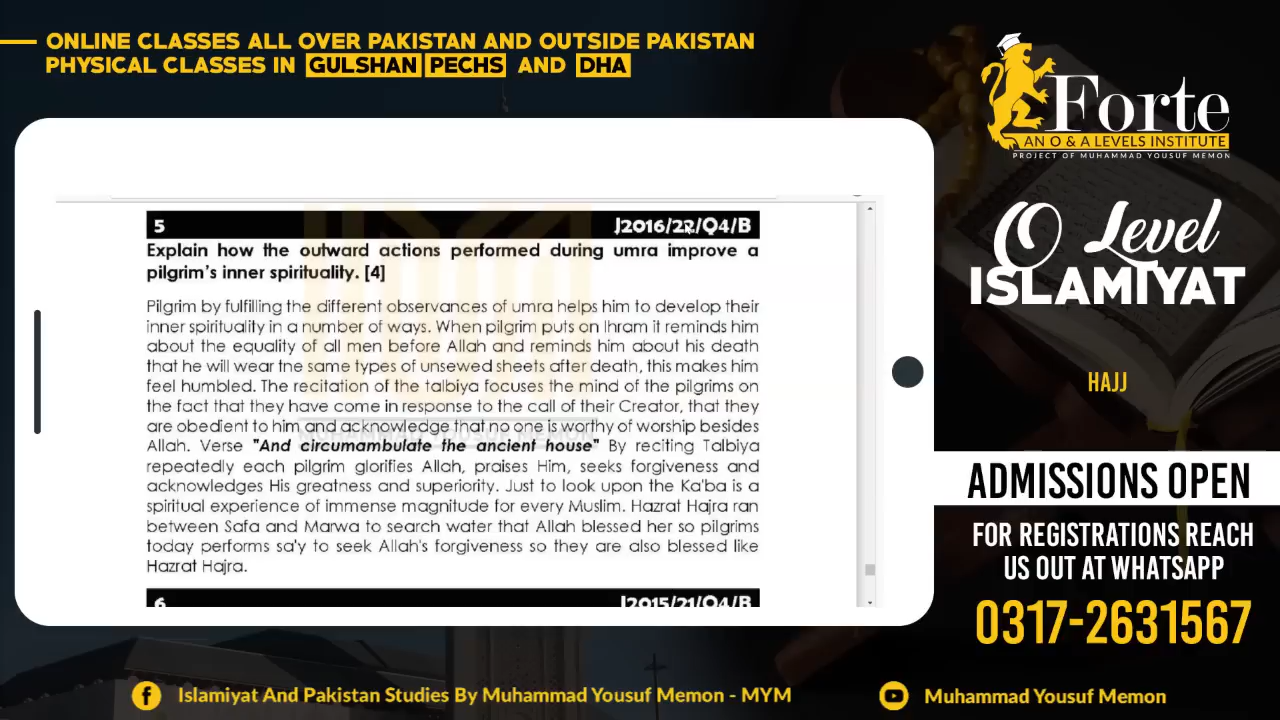 ONLINE CLASSES ALL OVER PAKISTAN AND OUTSIDE PAKISTAN
PHYSICAL CLASSES IN GULSHAN PECHS AND DHA
Forte
AN O & A LEVELS INSTITUTE
PROJECT OF MUHAMMAD YOUSUF MEMON
O Level
ISLAMIYAT
HAJJ
ADMISSIONS OPEN
FOR REGISTRATIONS REACH
US OUT AT WHATSAPP
0317-2631567
5 J2016/22/Q4/B
Explain how the outward actions performed during umra improve a
pilgrim's inner spirituality. [4]
Pilgrim by fulfilling the different observances of umra helps him to develop their
inner spirituality in a number of ways. When pilgrim puts on Ihram it reminds him
about the equality of all men before Allah and reminds him about his death
that he will wear the same types of unsewed sheets after death, this makes him
feel humbled. The recitation of the talbiya focuses the mind of the pilgrims on
the fact that they have come in response to the call of their Creator, that they
are obedient to him and acknowledge that no one is worthy of worship besides
Allah. Verse "And circumambulate the ancient house" By reciting Talbiya
repeatedly each pilgrim glorifies Allah, praises Him, seeks forgiveness and
acknowledges His greatness and superiority. Just to look upon the Ka'ba is a
spiritual experience of immense magnitude for every Muslim. Hazrat Hajra ran
between Safa and Marwa to search water that Allah blessed her so pilgrims
today performs sa'y to seek Allah's forgiveness so they are also blessed like
Hazrat Hajra.
6 J2015/21/Q4/B
MUHAMMAD YOUSUF MEMON
Islamiyat And Pakistan Studies By Muhammad Yousuf Memon - MYM
Muhammad Yousuf Memon